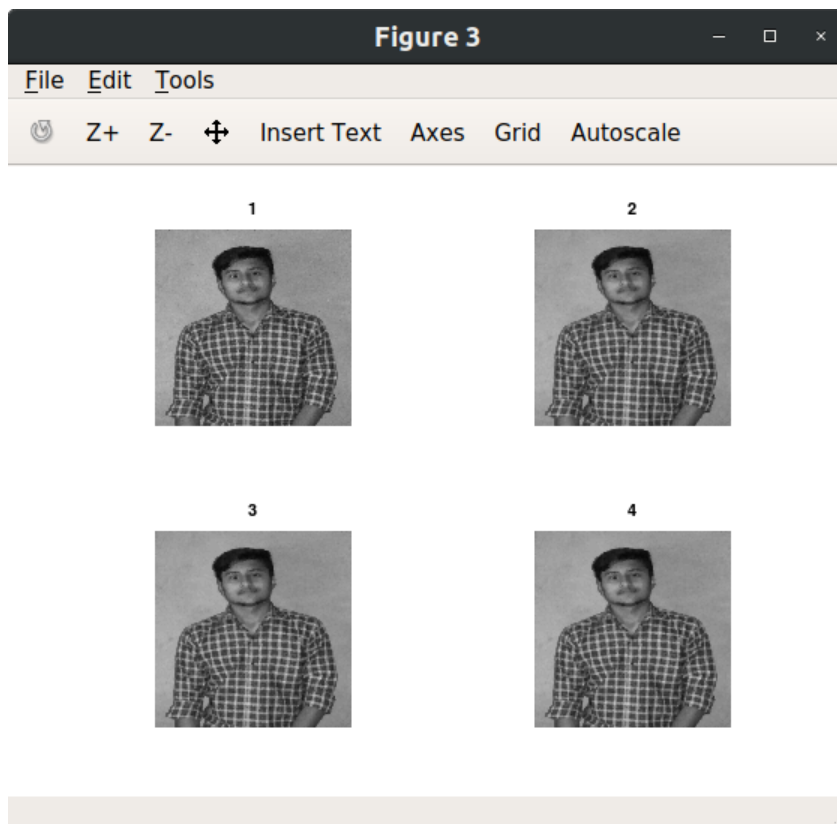 Figure 3
File Edit Tools
Z+ Z- Insert Text Axes Grid Autoscale
1 2
3 4